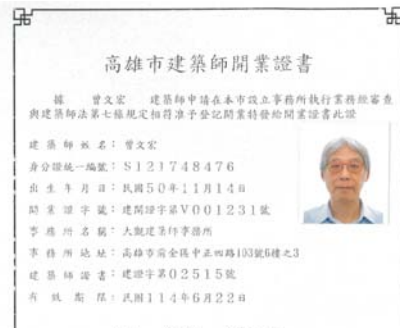 高雄市建築師開業證書
據 曾文宏 建築師申請在本市設立事務所執行業務經審查
與建築師法第七條規定相符准予登記開業特發給開業證書此證
建築師姓名：曾文宏
身分證統一編號：S121748476
出生年月日：民國50年11月14日
開業證字號：建開證字第V001231號
事務所名稱：大觀建築師事務所
事務所地址：高雄市前金區中正四路103號6樓之3
建築師證書：建證字第02515號
有效期限：民國114年6月22日